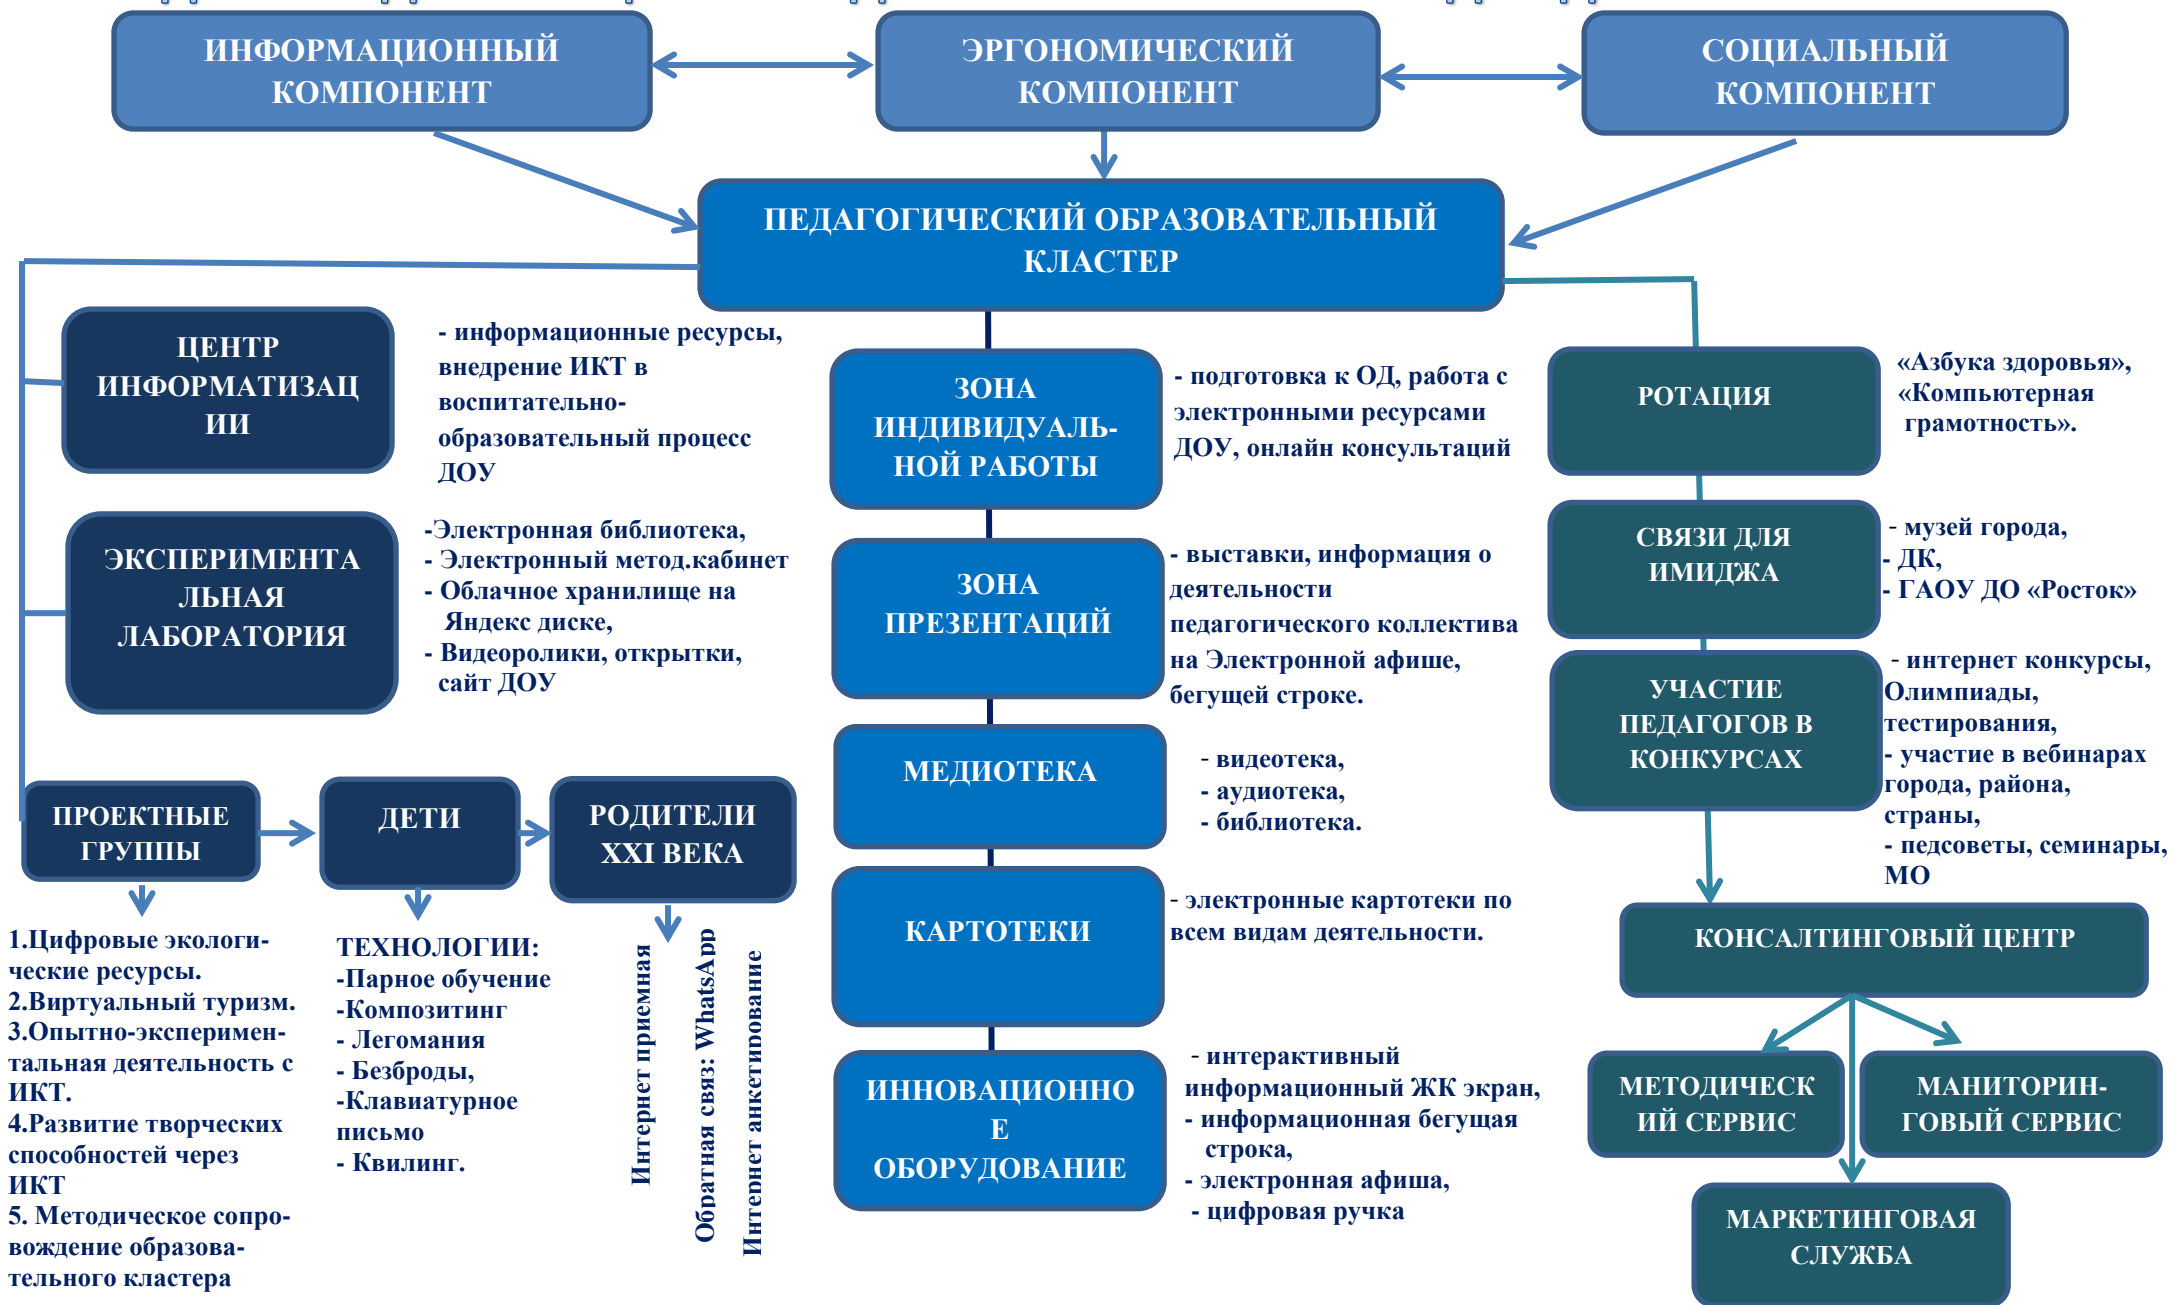 ИНФОРМАЦИОННЫЙ
КОМПОНЕНТ
ЭРГОНОМИЧЕСКИЙ
КОМПОНЕНТ
СОЦИАЛЬНЫЙ
КОМПОНЕНТ
ПЕДАГОГИЧЕСКИЙ ОБРАЗОВАТЕЛЬНЫЙ
КЛАСТЕР
ЦЕНТР
ИНФОРМАТИЗАЦ
ИИ
- информационные ресурсы,
внедрение ИКТ в
воспитательно-
образовательный процесс
ДОУ
ЭКСПЕРИМЕНТА
ЛЬНАЯ
ЛАБОРАТОРИЯ
-Электронная библиотека,
- Электронный метод.кабинет
- Облачное хранилище на
Яндекс диске,
- Видеоролики, открытки,
сайт ДОУ
ПРОЕКТНЫЕ
ГРУППЫ
ДЕТИ
РОДИТЕЛИ
XXI ВЕКА
1.Цифровые экологи-
ческие ресурсы.
2.Виртуальный туризм.
3.Опытно-эксперимен-
тальная деятельность с
ИКТ.
4.Развитие творческих
способностей через
ИКТ
5. Методическое сопро-
вождение образова-
тельного кластера
ТЕХНОЛОГИИ:
-Парное обучение
-Композитинг
- Легомания
- Безброды,
-Клавиатурное
письмо
- Квилинг.
Интернет приемная
Обратная связ: WhatsApp
Интернет анкетирование
ЗОНА
ИНДИВИДУАЛЬ-
НОЙ РАБОТЫ
- подготовка к ОД, работа с
электронными ресурсами
ДОУ, онлайн консультаций
ЗОНА
ПРЕЗЕНТАЦИЙ
- выставки, информация о
деятельности
педагогического коллектива
на Электронной афише,
бегущей строке.
МЕДИОТЕКА
- видеотека,
- аудиотека,
- библиотека.
КАРТОТЕКИ
- электронные картотеки по
всем видам деятельности.
ИННОВАЦИОННО
Е
ОБОРУДОВАНИЕ
- интерактивный
информационный ЖК экран,
- информационная бегущая
строка,
- электронная афиша,
- цифровая ручка
РОТАЦИЯ
«Азбука здоровья»,
«Компьютерная
грамотность».
СВЯЗИ ДЛЯ
ИМИДЖА
- музей города,
- ДК,
- ГАОУ ДО «Росток»
УЧАСТИЕ
ПЕДАГОГОВ В
КОНКУРСАХ
- интернет конкурсы,
Олимпиады,
тестирования,
- участие в вебинарах
города, района,
страны,
- педсоветы, семинары,
МО
КОНСАЛТИНГОВЫЙ ЦЕНТР
МЕТОДИЧЕСК
ИЙ СЕРВИС
МАНИТОРИН-
ГОВЫЙ СЕРВИС
МАРКЕТИНГОВАЯ
СЛУЖБА